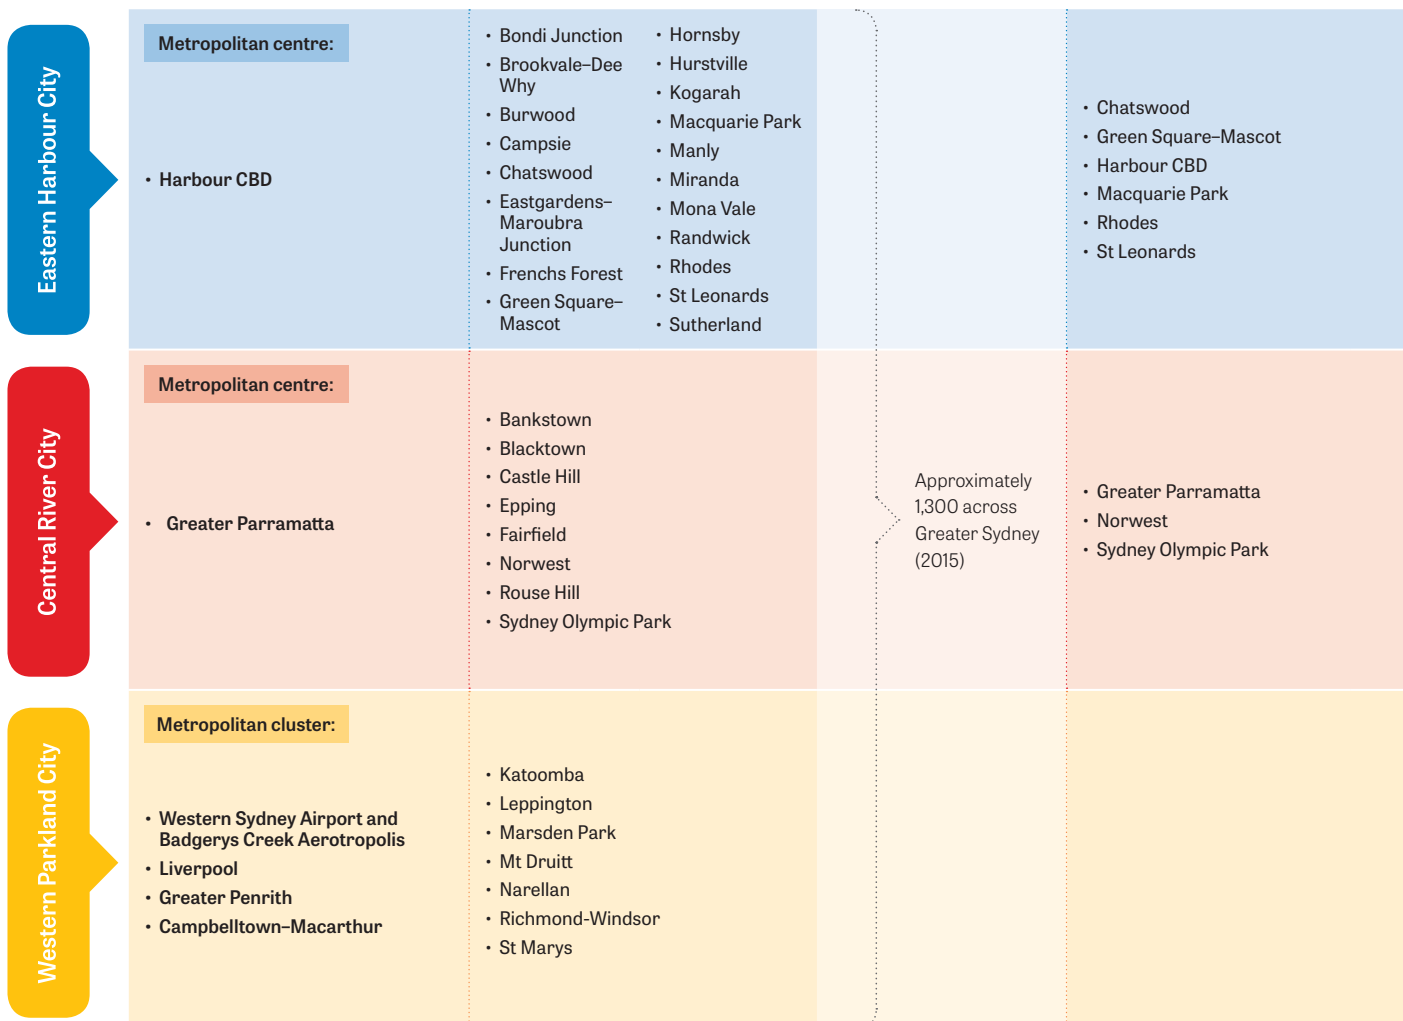 Eastern Harbour City
Metropolitan centre:
• Harbour CBD
• Bondi Junction
• Brookvale–Dee
Why
• Burwood
• Campsie
• Chatswood
• Eastgardens–
Maroubra
Junction
• Frenchs Forest
• Green Square–
Mascot
• Hornsby
• Hurstville
• Kogarah
• Macquarie Park
• Manly
• Miranda
• Mona Vale
• Randwick
• Rhodes
• St Leonards
• Sutherland
• Chatswood
• Green Square–Mascot
• Harbour CBD
• Macquarie Park
• Rhodes
• St Leonards
Central River City
Metropolitan centre:
• Greater Parramatta
• Bankstown
• Blacktown
• Castle Hill
• Epping
• Fairfield
• Norwest
• Rouse Hill
• Sydney Olympic Park
Approximately
1,300 across
Greater Sydney
(2015)
• Greater Parramatta
• Norwest
• Sydney Olympic Park
Western Parkland City
Metropolitan cluster:
• Western Sydney Airport and
Badgerys Creek Aerotropolis
• Liverpool
• Greater Penrith
• Campbelltown–Macarthur
• Katoomba
• Leppington
• Marsden Park
• Mt Druitt
• Narellan
• Richmond-Windsor
• St Marys